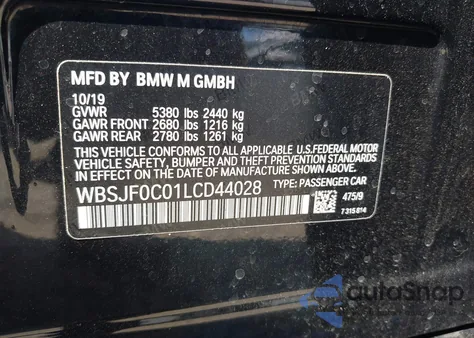 MFD BY BMW M GMBH
10/19
GVWR 5380 lbs 2440 kg
GAWR FRONT 2680 lbs 1216 kg
GAWR REAR 2780 lbs 1261 kg
THIS VEHICLE CONFORMS TO ALL APPLICABLE U.S.FEDERAL MOTOR
VEHICLE SAFETY, BUMPER, AND THEFT PREVENTION STANDARDS
IN EFFECT ON THE DATE OF MANUFACTURE SHOWN ABOVE.
WBSJF0C01LCD44028 TYPE: PASSENGER CAR
475/9
7315814
autoSnap
www.autosnap